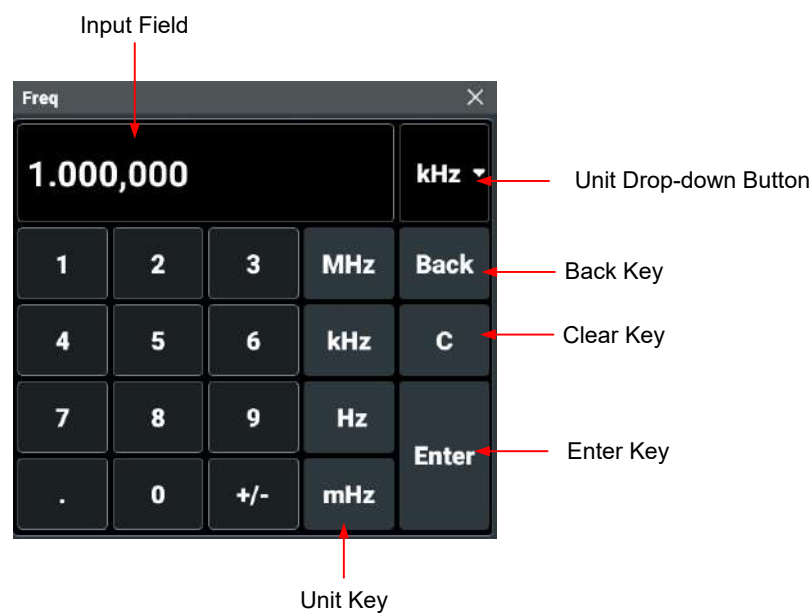 Input Field
Freq ×
1.000,000 kHz
Unit Drop-down Button
1 2 3 MHz Back
Back Key
4 5 6 kHz C
Clear Key
7 8 9 Hz
Enter
Enter Key
. 0 +/- mHz
Unit Key